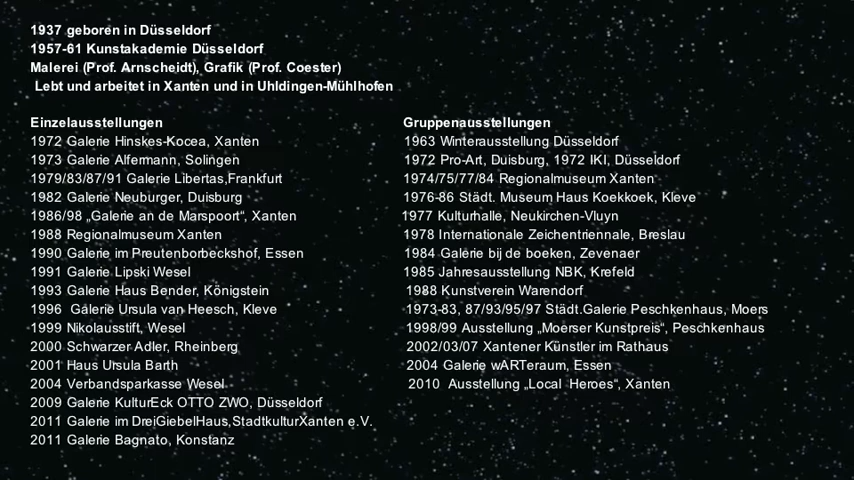 1937 geboren in Düsseldorf
1957-61 Kunstakademie Düsseldorf
Malerei (Prof. Arnscheidt), Grafik (Prof. Coester)
Lebt und arbeitet in Xanten und in Uhldingen-Mühlhofen
Einzelausstellungen
1972 Galerie Hinskes-Kocea, Xanten
1973 Galerie Alfermann, Solingen
1979/83/87/91 Galerie Libertas,Frankfurt
1982 Galerie Neuburger, Duisburg
1986/98 „Galerie an de Marspoort“, Xanten
1988 Regionalmuseum Xanten
1990 Galerie im Preutenborbeckshof, Essen
1991 Galerie Lipski Wesel
1993 Galerie Haus Bender, Königstein
1996 Galerie Ursula van Heesch, Kleve
1999 Nikolausstift, Wesel
2000 Schwarzer Adler, Rheinberg
2001 Haus Ursula Barth
2004 Verbandsparkasse Wesel
2009 Galerie KulturEck OTTO ZWO, Düsseldorf
2011 Galerie im DreiGiebelHaus,StadtkulturXanten e.V.
2011 Galerie Bagnato, Konstanz
Gruppenausstellungen
1963 Winterausstellung Düsseldorf
1972 Pro-Art, Duisburg, 1972 IKI, Düsseldorf
1974/75/77/84 Regionalmuseum Xanten
1976-86 Städt. Museum Haus Koekkoek, Kleve
1977 Kulturhalle, Neukirchen-Vluyn
1978 Internationale Zeichentriennale, Breslau
1984 Galerie bij de boeken, Zevenaer
1985 Jahresausstellung NBK, Krefeld
1988 Kunstverein Warendorf
1973-83, 87/93/95/97 Städt.Galerie Peschkenhaus, Moers
1998/99 Ausstellung „Moerser Kunstpreis“, Peschkenhaus
2002/03/07 Xantener Künstler im Rathaus
2004 Galerie wARTeraum, Essen
2010 Ausstellung „Local Heroes“, Xanten